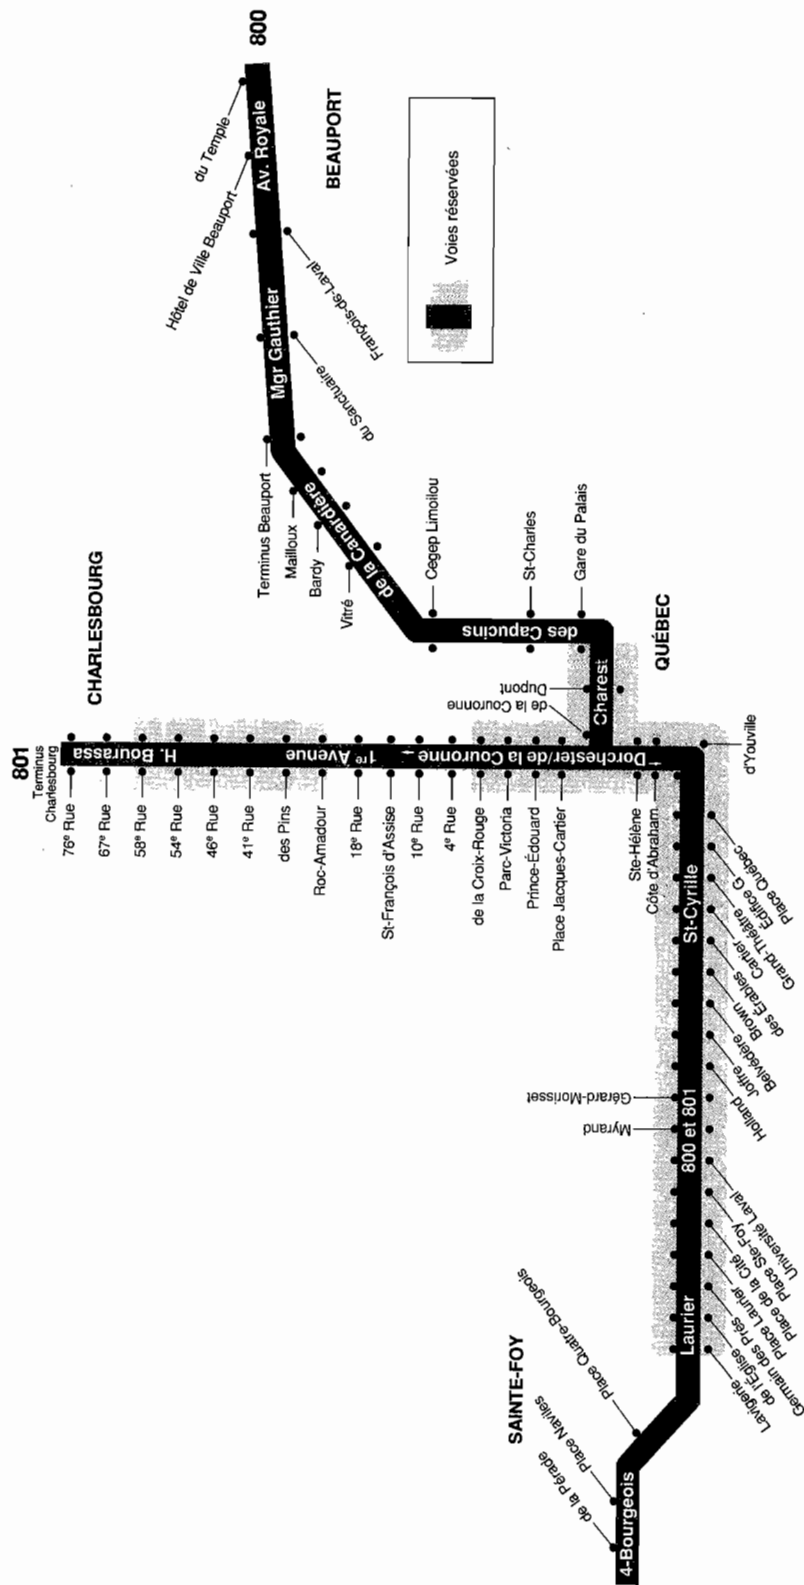 800
Av. Royale
du Temple
Hôtel de Ville Beauport
BEAUPORT
Mgr Gauthier
François-de-Laval
du Sanctuaire
Voies réservées
Terminus Beauport
Mailloux
Bardy
Vitré
de la Canardière
Cegep Limoilou
St-Charles
Gare du Palais
des Capucins
QUÉBEC
Dupont
de la Couronne
Charest
CHARLESBOURG
801
Terminus
Charlesbourg
H. Bourassa
1re Avenue
Dorchester/de la Couronne
76e Rue
67e Rue
58e Rue
54e Rue
46e Rue
41e Rue
des Pins
Roc-Amadour
18e Rue
St-François d'Assise
10e Rue
4e Rue
de la Croix-Rouge
Parc-Victoria
Prince-Édouard
Place Jacques-Cartier
Ste-Hélène
Côte d'Abraham
d'Youville
St-Cyrille
Place Québec
Édifice G
Grand-Théâtre
Cartier
des Érables
Brown
Belvédère
Joffre
Holland
Gérard-Morisset
Myrand
800 et 801
Université Laval
Place Ste-Foy
Place de la Cité
Place Laurier
Germain des Prés
de l'Église
Lavigerie
Laurier
SAINTE-FOY
Place Quatre-Bourgeois
Place Naviles
de la Pérade
4-Bourgeois